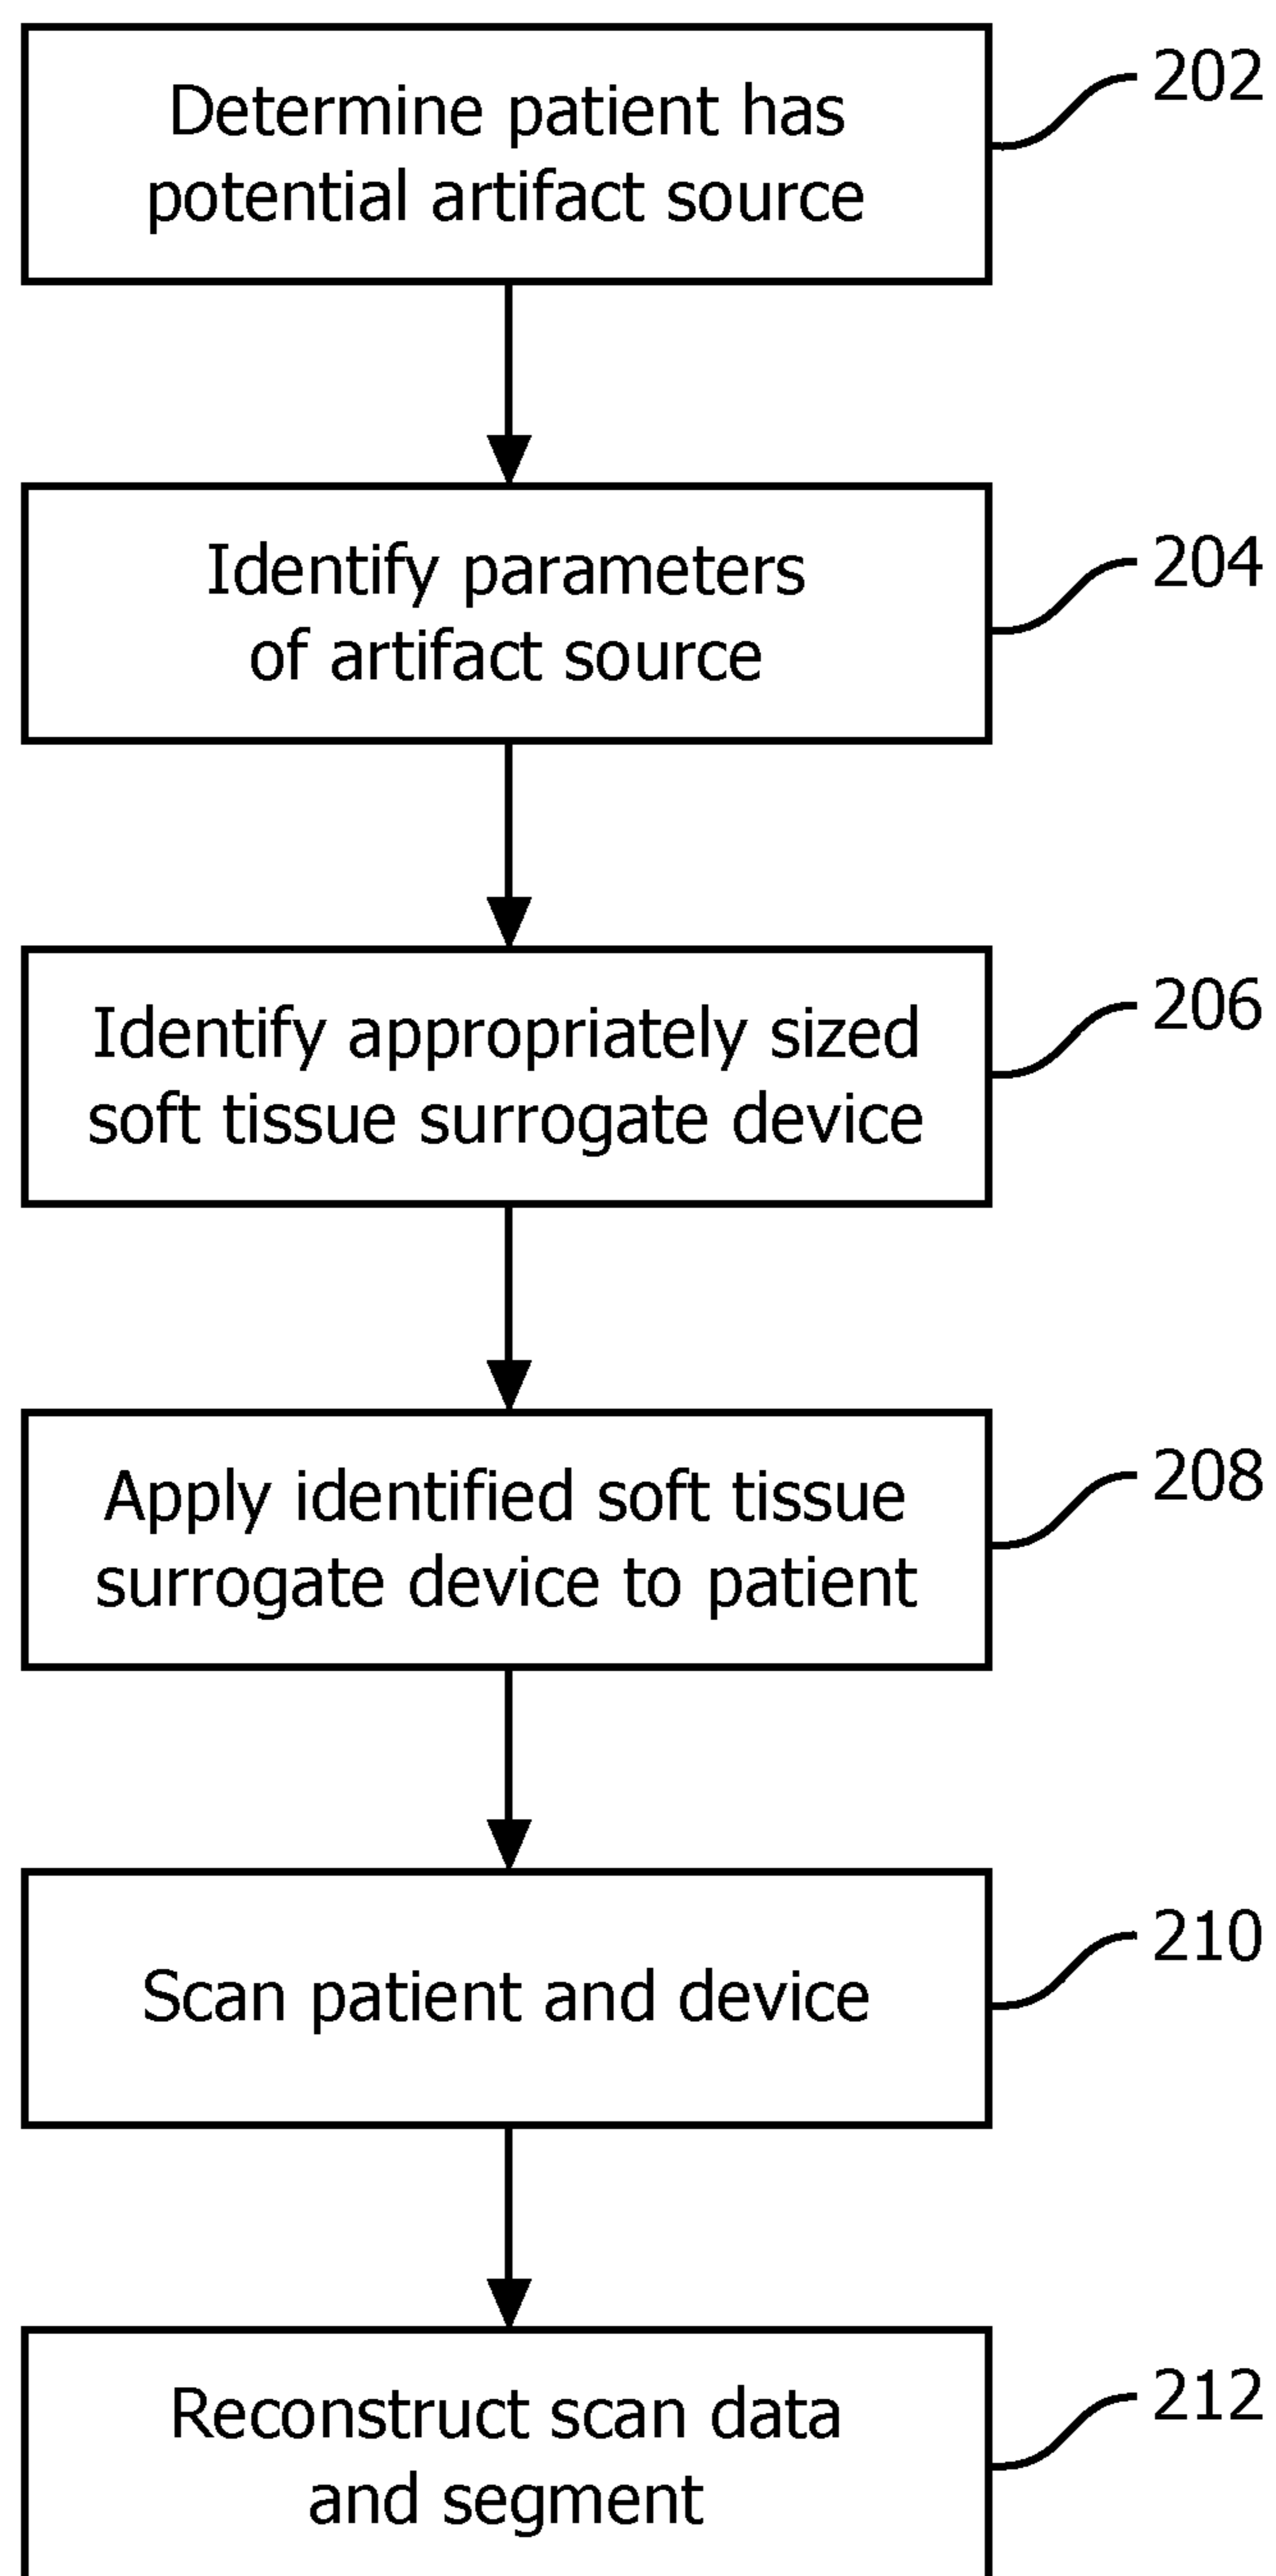 Determine patient has
potential artifact source
202
Identify parameters
of artifact source
204
Identify appropriately sized
soft tissue surrogate device
206
Apply identified soft tissue
surrogate device to patient
208
Scan patient and device
210
Reconstruct scan data
and segment
212